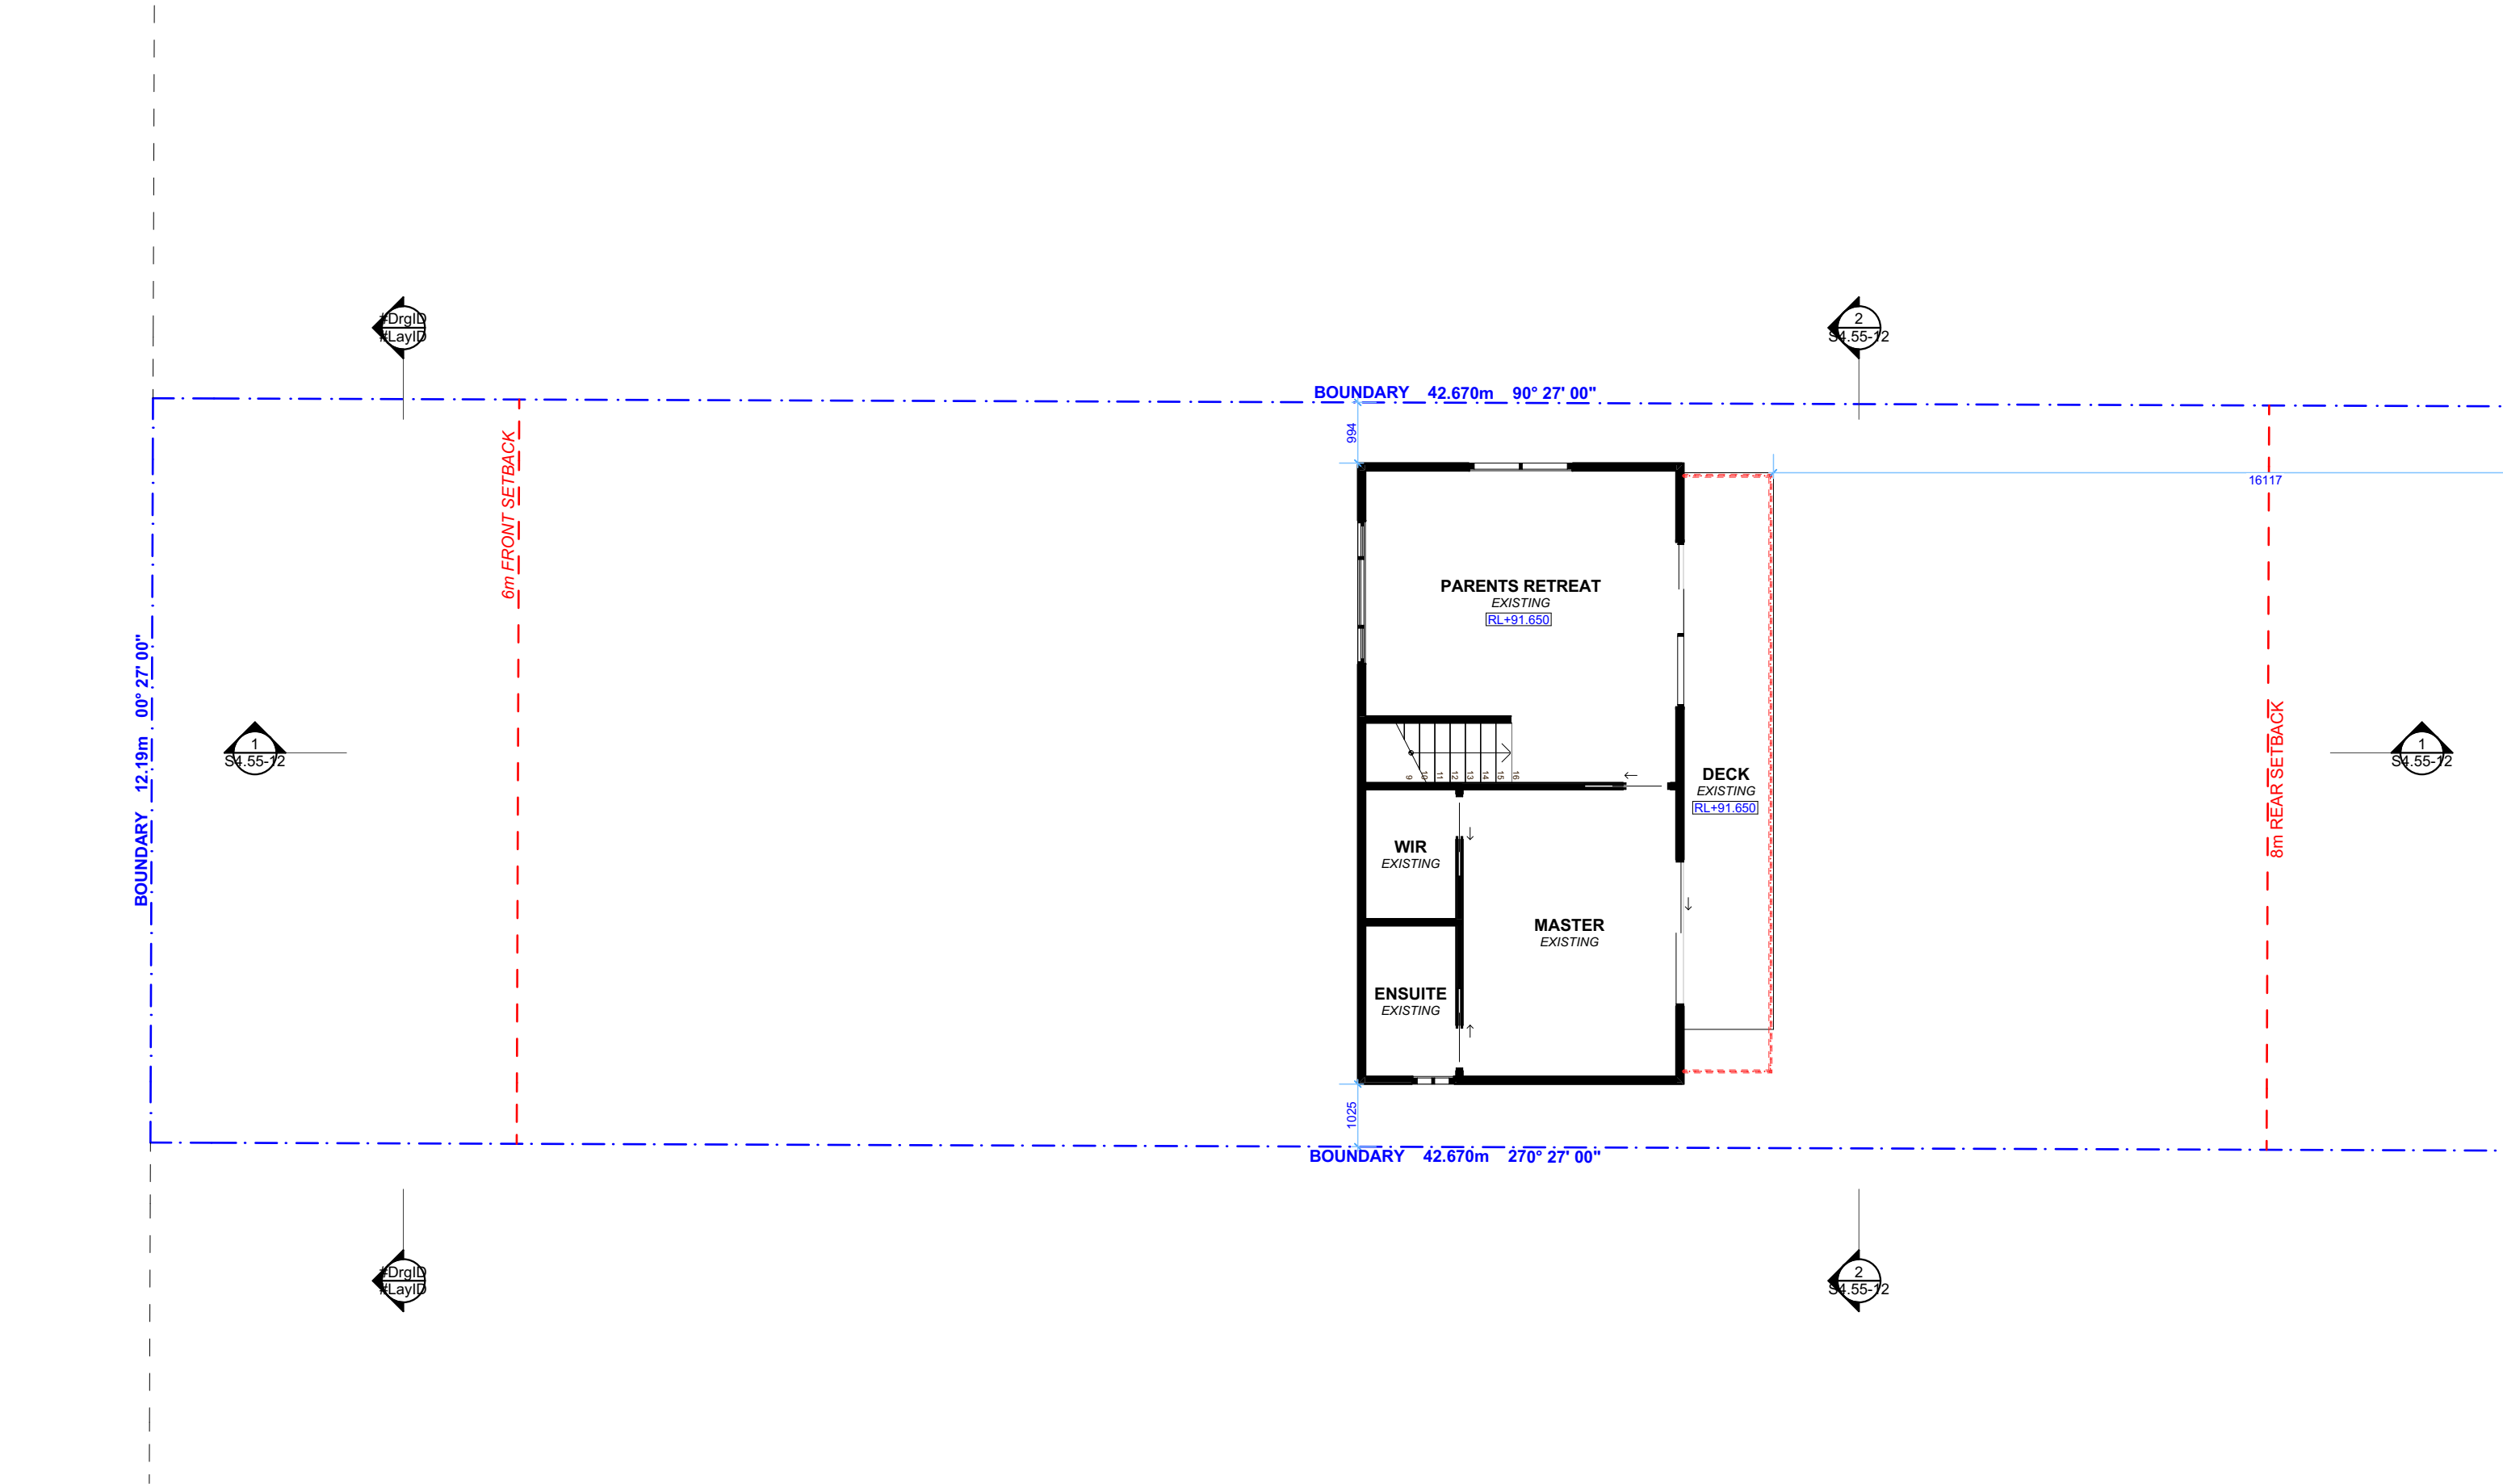 #DrgID
#LayID
2
S4.55-12
BOUNDARY 42.670m 90° 27' 00"
994
6m FRONT SETBACK
16117
PARENTS RETREAT
EXISTING
RL+91.650
BOUNDARY 12.19m 00° 27' 00"
1
S4.55-12
8m REAR SETBACK
1
S4.55-12
9
10
11
12
13
14
15
16
DECK
EXISTING
RL+91.650
WIR
EXISTING
MASTER
EXISTING
ENSUITE
EXISTING
1025
BOUNDARY 42.670m 270° 27' 00"
#DrgID
#LayID
2
S4.55-12